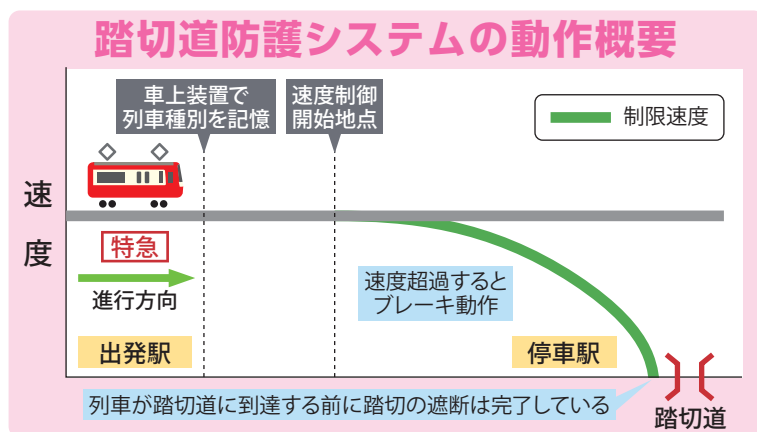 踏切道防護システムの動作概要
車上装置で
列車種別を記憶
速度制御
開始地点
制限速度
速度
特急
進行方向
速度超過すると
ブレーキ動作
出発駅
停車駅
列車が踏切道に到達する前に踏切の遮断は完了している
踏切道